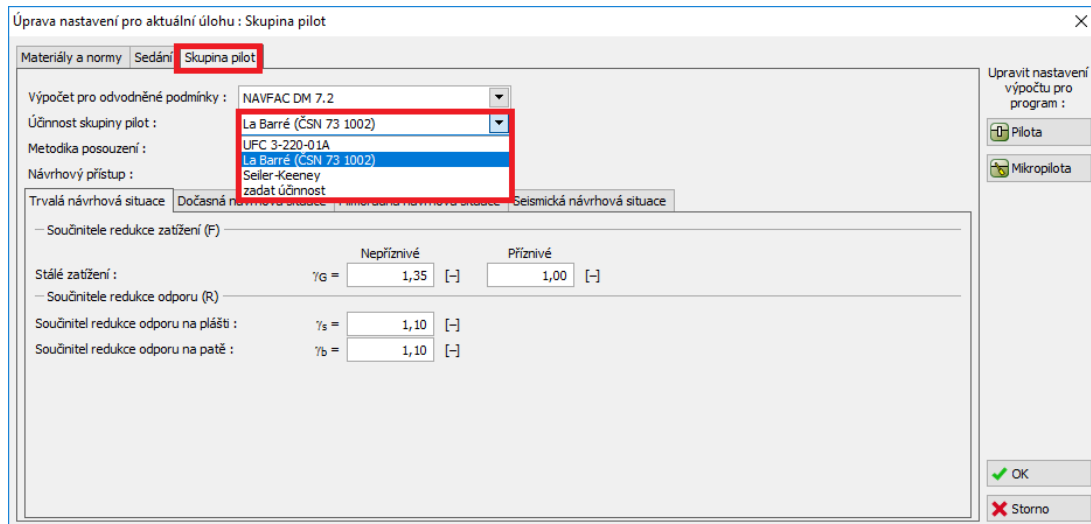 Úprava nastavení pro aktuální úlohu : Skupina pilot
Materiály a normy Sedání Skupina pilot
Upravit nastavení
výpočtu pro
program :
Pilota
Mikropilota
Výpočet pro odvodněné podmínky : NAVFAC DM 7.2
Účinnost skupiny pilot : La Barré (ČSN 73 1002)
Metodika posouzení : UFC 3-220-01A
La Barré (ČSN 73 1002)
Návrhový přístup : Seiler-Keeney
zadat účinnost
Trvalá návrhová situace Dočasná návrhová situace Mimořádná návrhová situace Seismická návrhová situace
Součinitele redukce zatížení (F)
Nepříznivé Příznivé
Stálé zatížení : γG = 1,35 [–] 1,00 [–]
Součinitele redukce odporu (R)
Součinitel redukce odporu na plášti : γs = 1,10 [–]
Součinitel redukce odporu na patě : γb = 1,10 [–]
OK
Storno